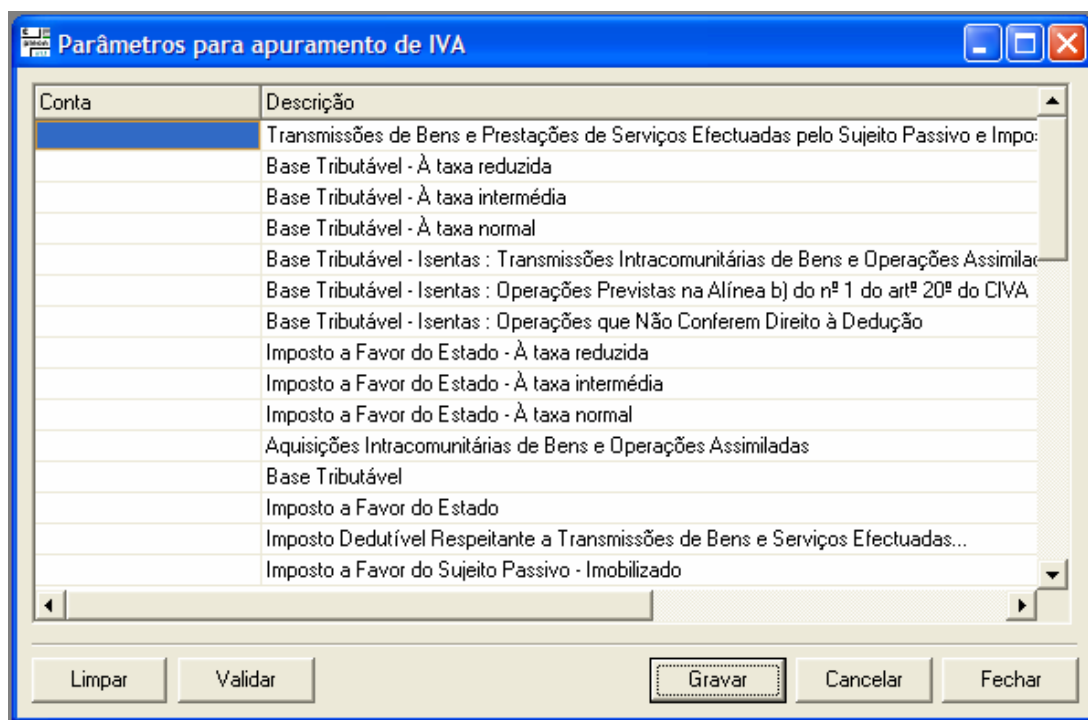 Parâmetros para apuramento de IVA
Conta Descrição
Transmissões de Bens e Prestações de Serviços Efectuadas pelo Sujeito Passivo e Impo
Base Tributável - À taxa reduzida
Base Tributável - À taxa intermédia
Base Tributável - À taxa normal
Base Tributável - Isentas : Transmissões Intracomunitárias de Bens e Operações Assimilad
Base Tributável - Isentas : Operações Previstas na Alínea b) do nº 1 do artº 20º do CIVA
Base Tributável - Isentas : Operações que Não Conferem Direito à Dedução
Imposto a Favor do Estado - À taxa reduzida
Imposto a Favor do Estado - À taxa intermédia
Imposto a Favor do Estado - À taxa normal
Aquisições Intracomunitárias de Bens e Operações Assimiladas
Base Tributável
Imposto a Favor do Estado
Imposto Dedutível Respeitante a Transmissões de Bens e Serviços Efectuadas...
Imposto a Favor do Sujeito Passivo - Imobilizado
Limpar Validar Gravar Cancelar Fechar